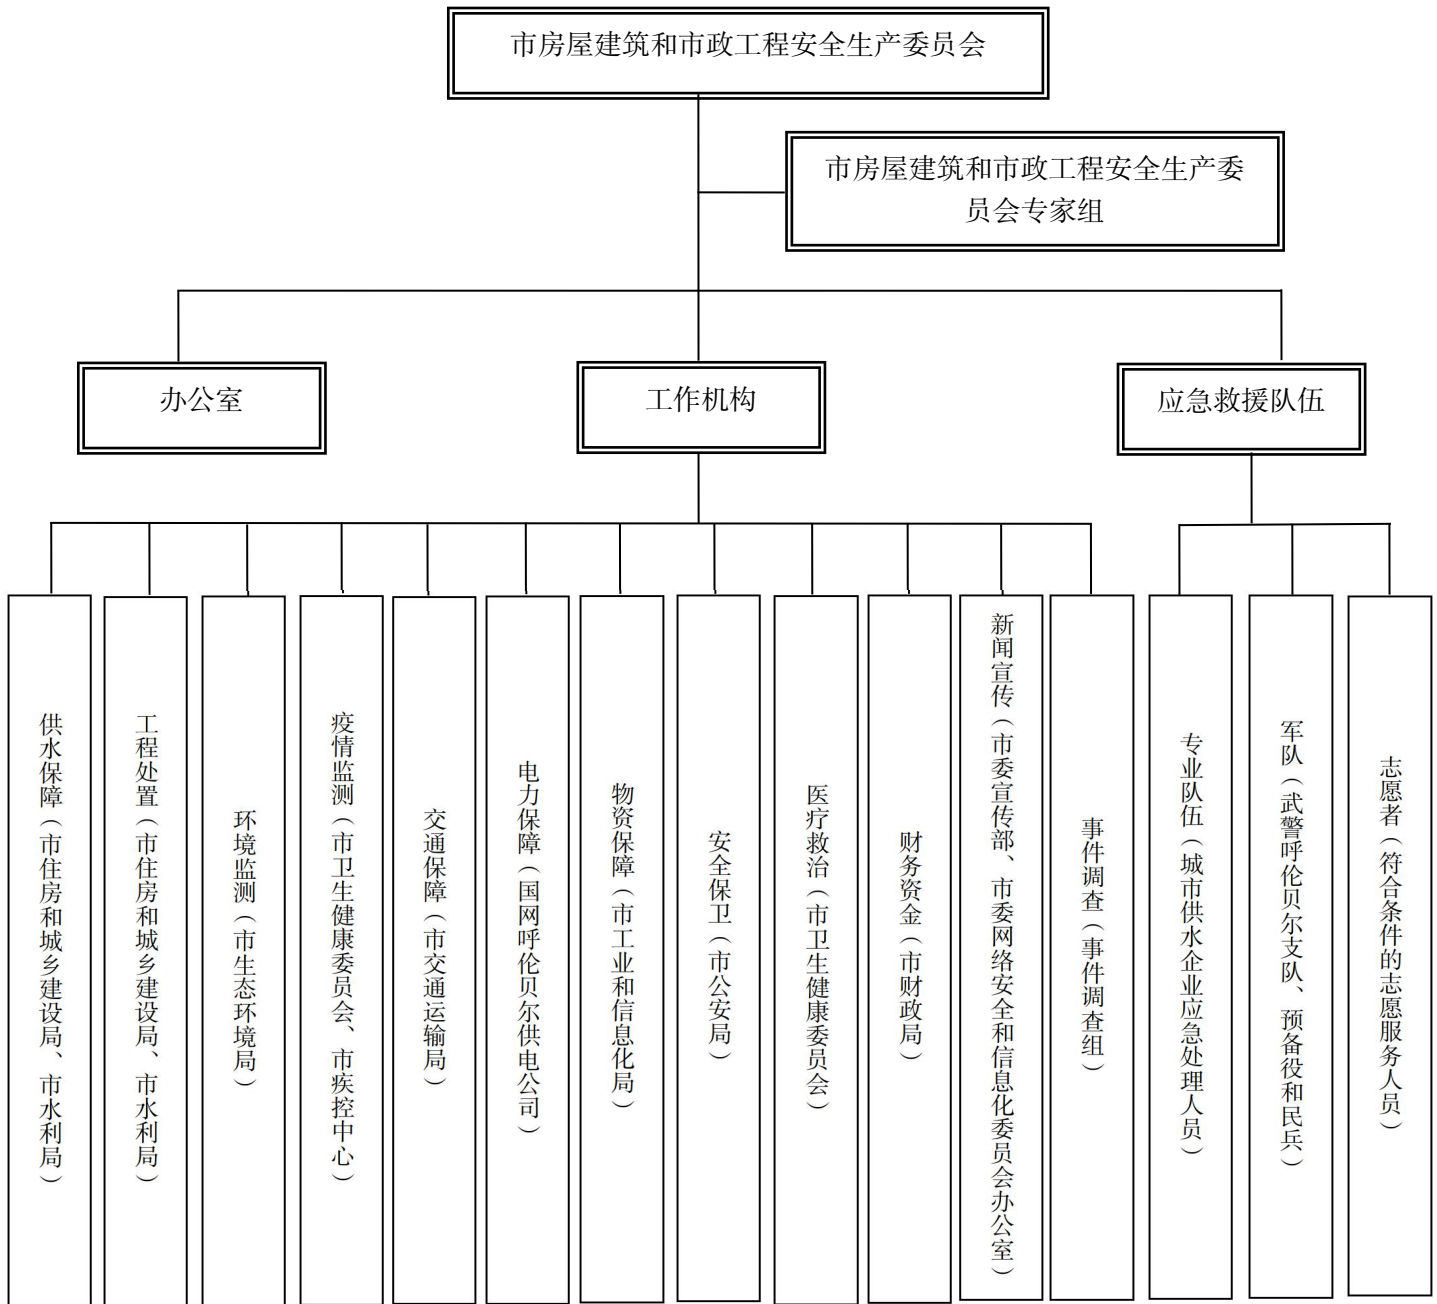 市房屋建筑和市政工程安全生产委员会
市房屋建筑和市政工程安全生产委
员会专家组
办公室
工作机构
应急救援队伍
供水保障（市住房和城乡建设局、市水利局）
工程处置（市住房和城乡建设局、市水利局）
环境监测（市生态环境局）
疫情监测（市卫生健康委员会、市疾控中心）
交通保障（市交通运输局）
电力保障（国网呼伦贝尔供电公司）
物资保障（市工业和信息化局）
安全保卫（市公安局）
医疗救治（市卫生健康委员会）
财务资金（市财政局）
新闻宣传（市委宣传部、市委网络安全和信息化委员会办公室）
事件调查（事件调查组）
专业队伍（城市供水企业应急处理人员）
军队（武警呼伦贝尔支队、预备役和民兵）
志愿者（符合条件的志愿服务人员）